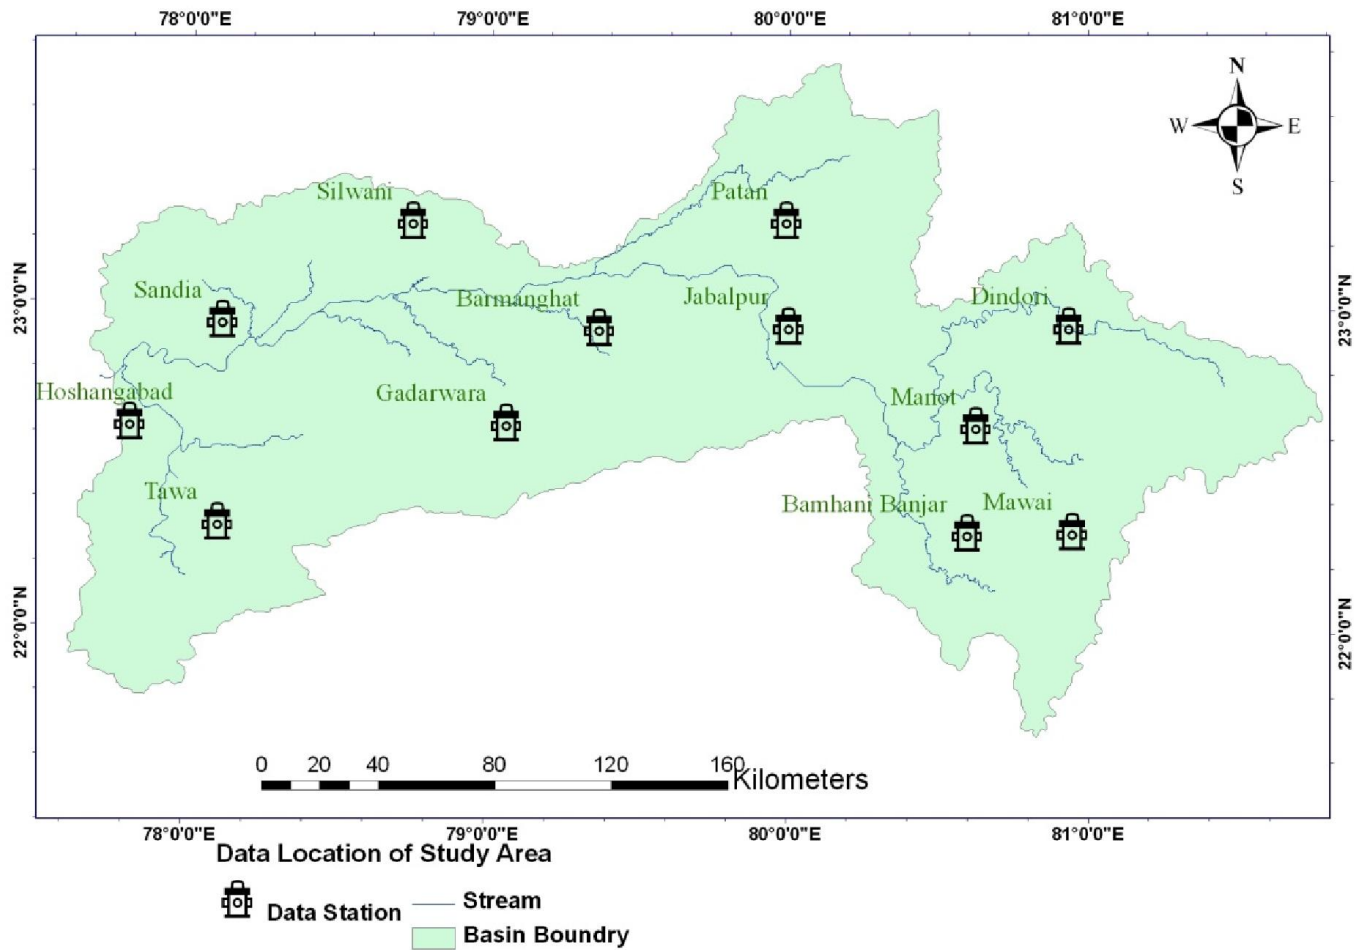 78°0'0"E 79°0'0"E 80°0'0"E 81°0'0"E
N
W E
S
Silwani
Patan
Sandia
Barmanghat
Jabalpur
Dindori
23°0'0"N
23°0'0"N
Hoshangabad
Gadarwara
Manot
Tawa
Bamhani Banjar
Mawai
22°0'0"N
22°0'0"N
0 20 40 80 120 160
Kilometers
78°0'0"E 79°0'0"E 80°0'0"E 81°0'0"E
Data Location of Study Area
Data Station
Stream
Basin Boundry